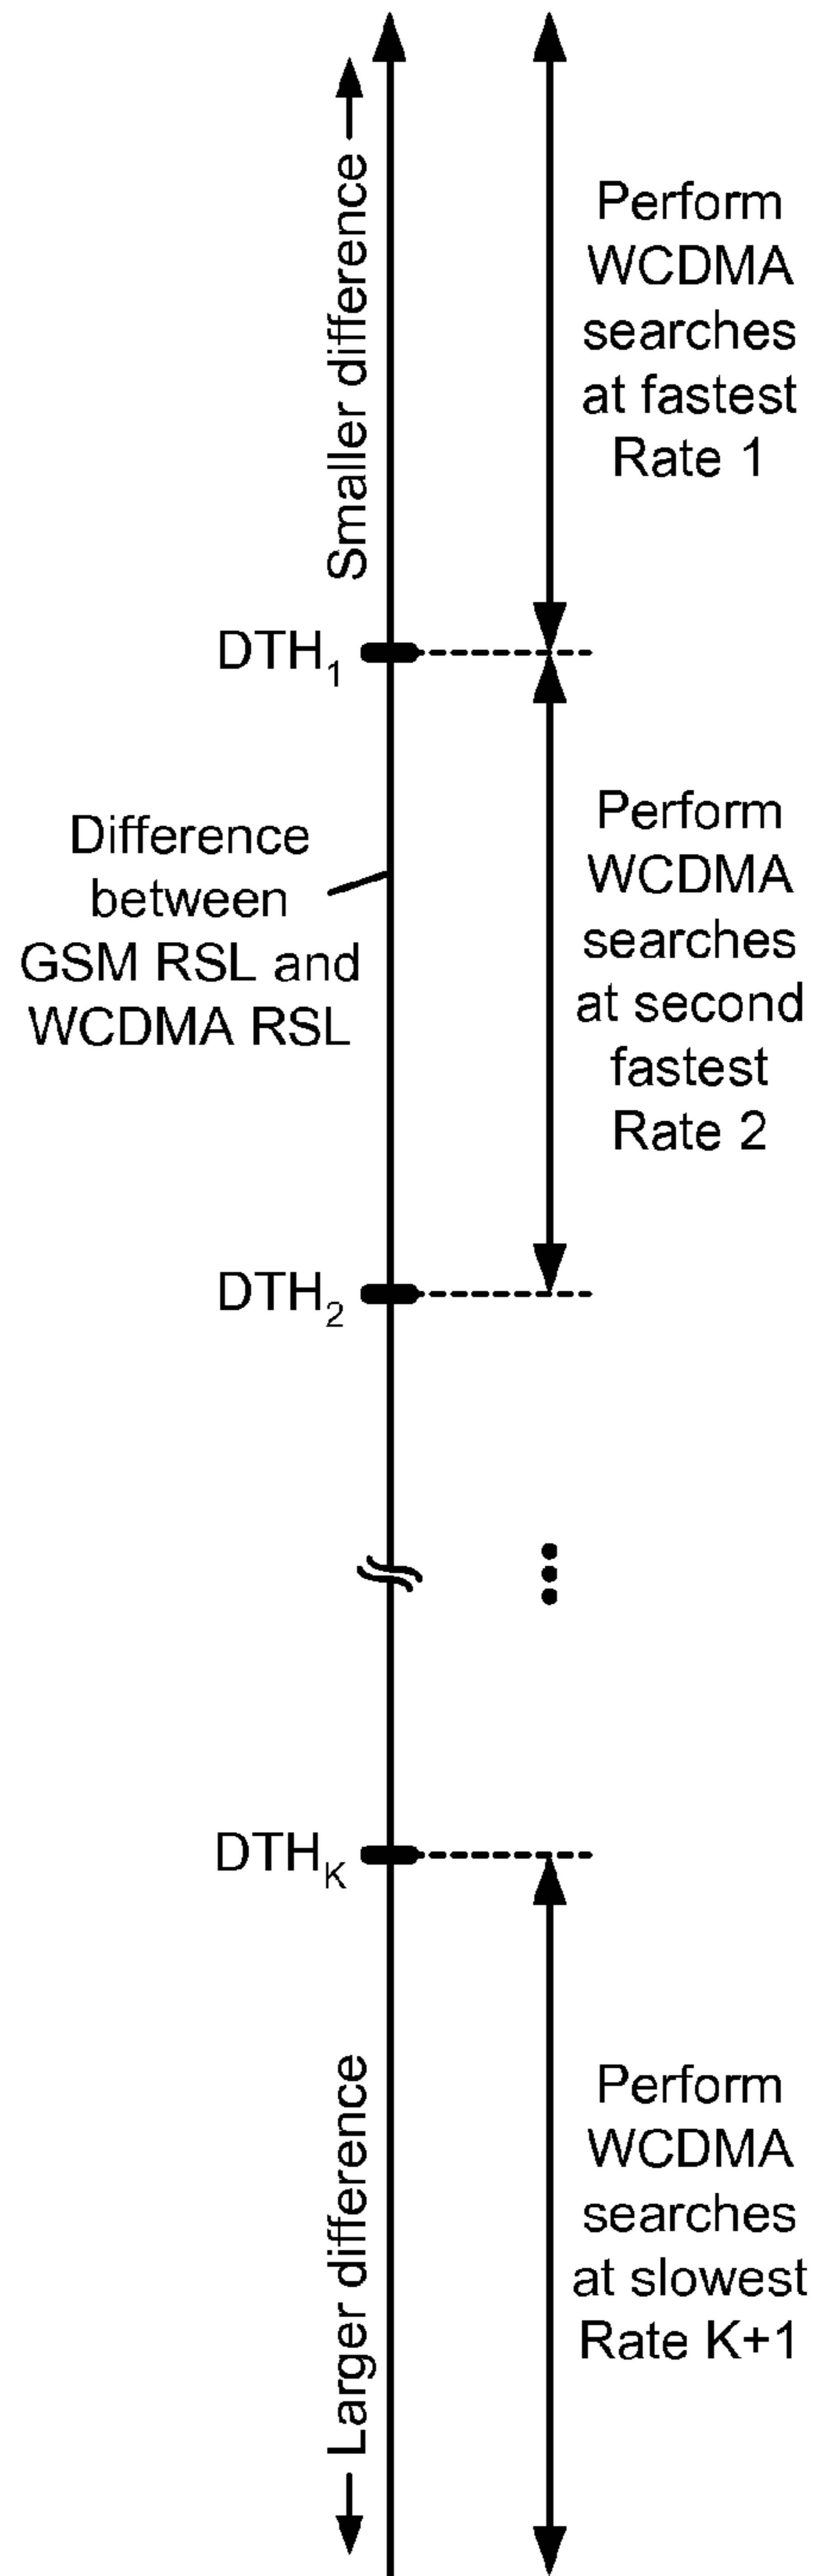 Smaller difference
Perform
WCDMA
searches
at fastest
Rate 1
DTH₁
Difference
between
GSM RSL and
WCDMA RSL
Perform
WCDMA
searches
at second
fastest
Rate 2
DTH₂
DTHK
Larger difference
Perform
WCDMA
searches
at slowest
Rate K+1